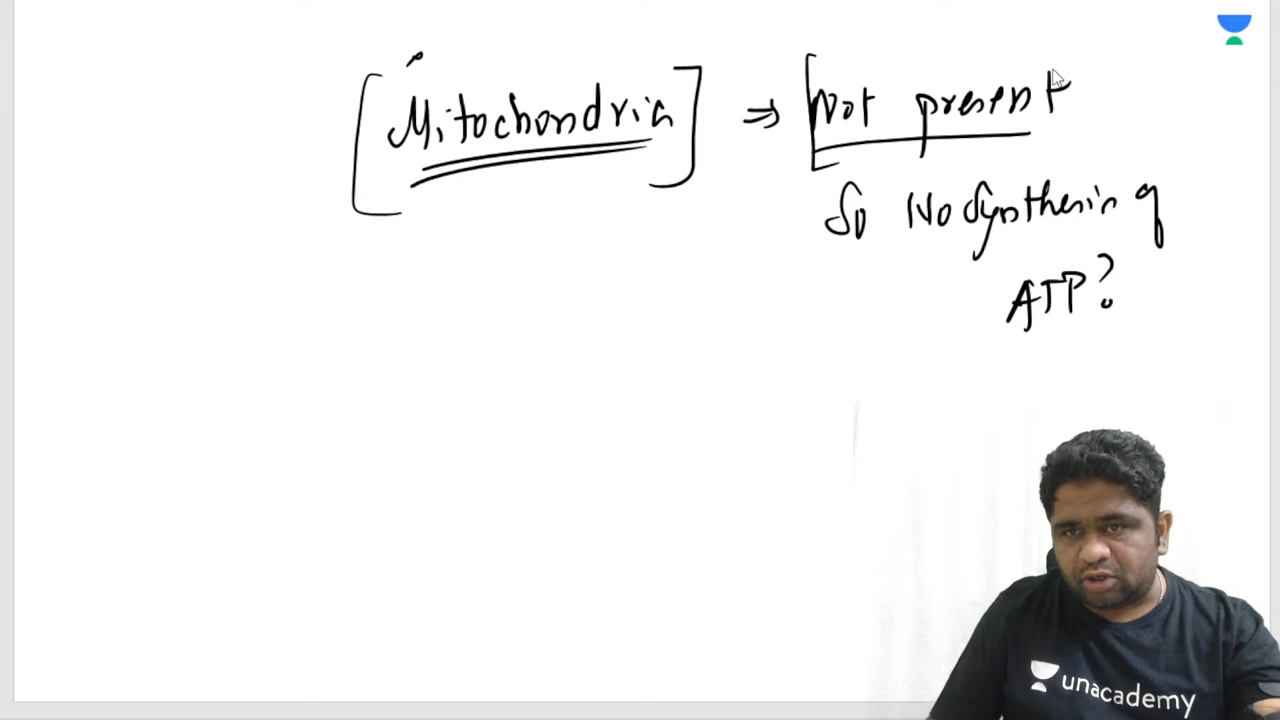 Mitochondria ⇒ Not present
So No Synthesis of
ATP?
unacademy